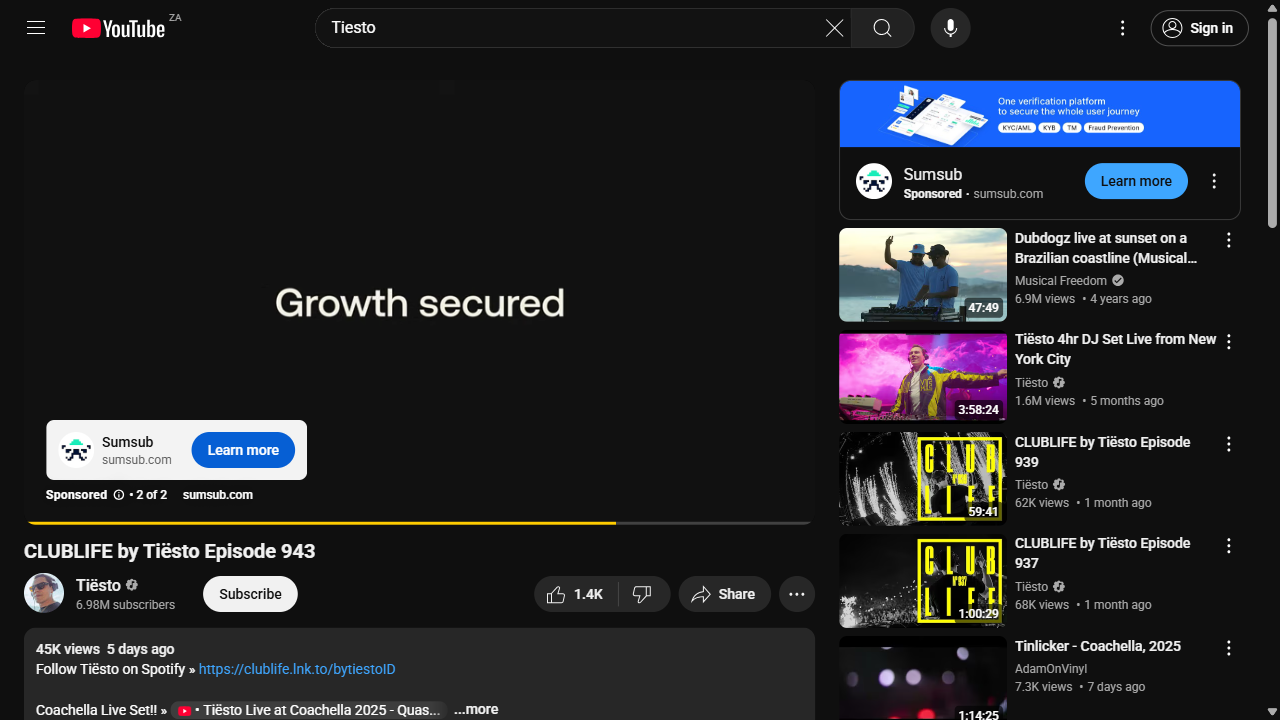 YouTube
ZA
Tiesto
Sign in
Growth secured
Sumsub
sumsub.com
Learn more
Sponsored • 2 of 2 sumsub.com
CLUBLIFE by Tiësto Episode 943
Tiësto
6.98M subscribers
Subscribe
1.4K
Share
45K views 5 days ago
Follow Tiësto on Spotify » https://clublife.lnk.to/bytiestoID
Coachella Live Set!! » • Tiësto Live at Coachella 2025 - Quas... ...more
One verification platform
to secure the whole user journey
KYC/AML KYB TM Fraud Prevention
Sumsub
Sponsored · sumsub.com
Learn more
47:49
Dubdogz live at sunset on a
Brazilian coastline (Musical...
Musical Freedom
6.9M views • 4 years ago
3:58:24
Tiësto 4hr DJ Set Live from New
York City
Tiësto
1.6M views • 5 months ago
CLUB
LIFE
59:41
CLUBLIFE by Tiësto Episode
939
Tiësto
62K views • 1 month ago
CLUB
N°937
LIFE
1:00:29
CLUBLIFE by Tiësto Episode
937
Tiësto
68K views • 1 month ago
1:14:25
Tinlicker - Coachella, 2025
AdamOnVinyl
7.3K views • 7 days ago